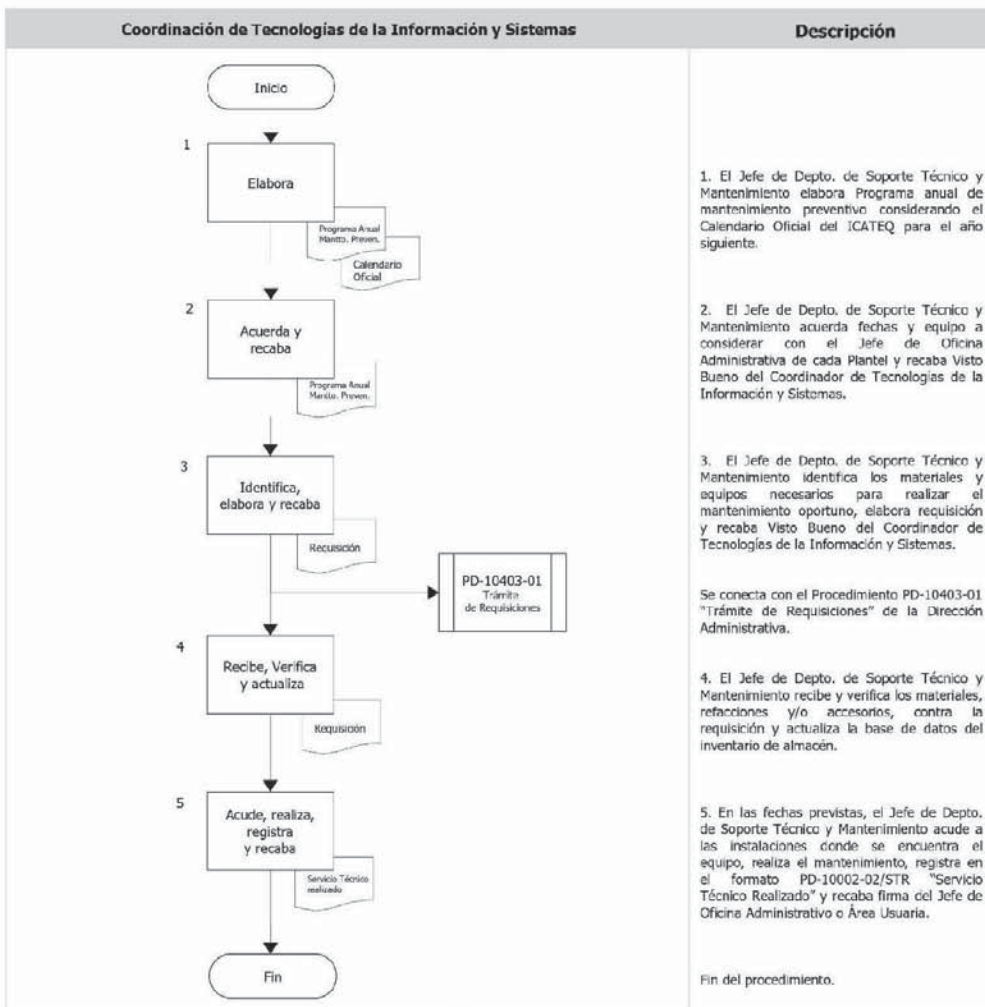 Coordinación de Tecnologías de la Información y Sistemas
Descripción
Inicio
1
Elabora
Programa Anual
Mantto. Preven.
Calendario
Oficial
1. El Jefe de Depto. de Soporte Técnico y
Mantenimiento elabora Programa anual de
mantenimiento preventivo considerando el
Calendario Oficial del ICATEQ para el año
siguiente.
2
Acuerda y
recaba
Programa Anual
Mantto. Preven.
2. El Jefe de Depto. de Soporte Técnico y
Mantenimiento acuerda fechas y equipo a
considerar con el Jefe de Oficina
Administrativa de cada Plantel y recaba Visto
Bueno del Coordinador de Tecnologías de la
Información y Sistemas.
3
Identifica,
elabora y recaba
Requisición
3. El Jefe de Depto. de Soporte Técnico y
Mantenimiento identifica los materiales y
equipos necesarios para realizar el
mantenimiento oportuno, elabora requisición
y recaba Visto Bueno del Coordinador de
Tecnologías de la Información y Sistemas.
PD-10403-01
Trámite
de Requisiciones
Se conecta con el Procedimiento PD-10403-01
"Trámite de Requisiciones" de la Dirección
Administrativa.
4
Recibe, Verifica
y actualiza
Requisición
4. El Jefe de Depto. de Soporte Técnico y
Mantenimiento recibe y verifica los materiales,
refacciones y/o accesorios, contra la
requisición y actualiza la base de datos del
inventario de almacén.
5
Acude, realiza,
registra
y recaba
Servicio Técnico
realizado
5. En las fechas previstas, el Jefe de Depto.
de Soporte Técnico y Mantenimiento acude a
las instalaciones donde se encuentra el
equipo, realiza el mantenimiento, registra en
el formato PD-10002-02/STR "Servicio
Técnico Realizado" y recaba firma del Jefe de
Oficina Administrativo o Área Usuaria.
Fin
Fin del procedimiento.